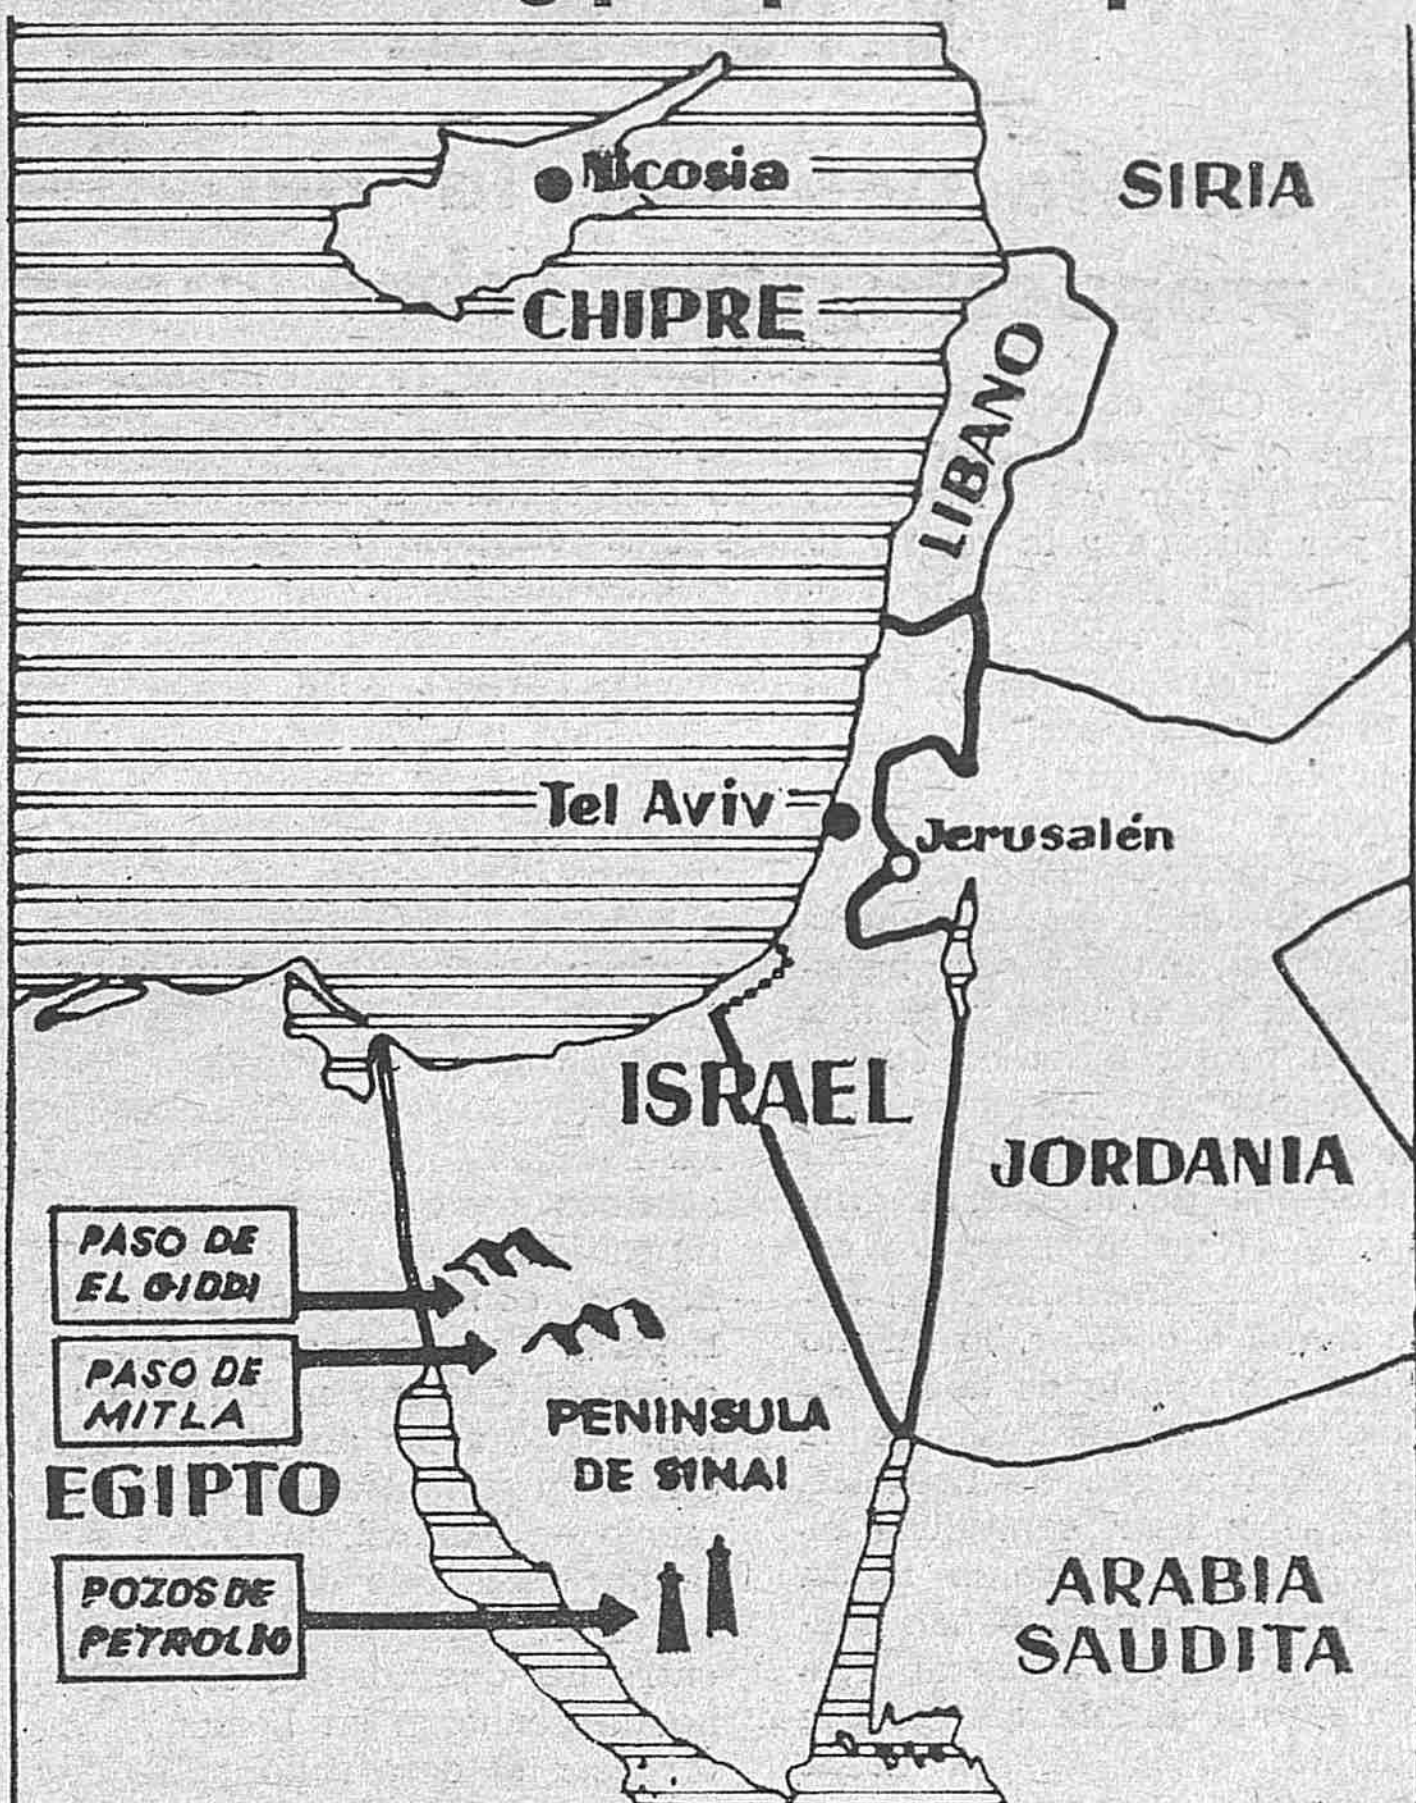 Nicosia
SIRIA
CHIPRE
LIBANO
Tel Aviv
Jerusalén
ISRAEL
JORDANIA
PASO DE
EL GIDDI
PASO DE
MITLA
PENINSULA
DE SINAI
EGIPTO
POZOS DE
PETROLIO
ARABIA
SAUDITA